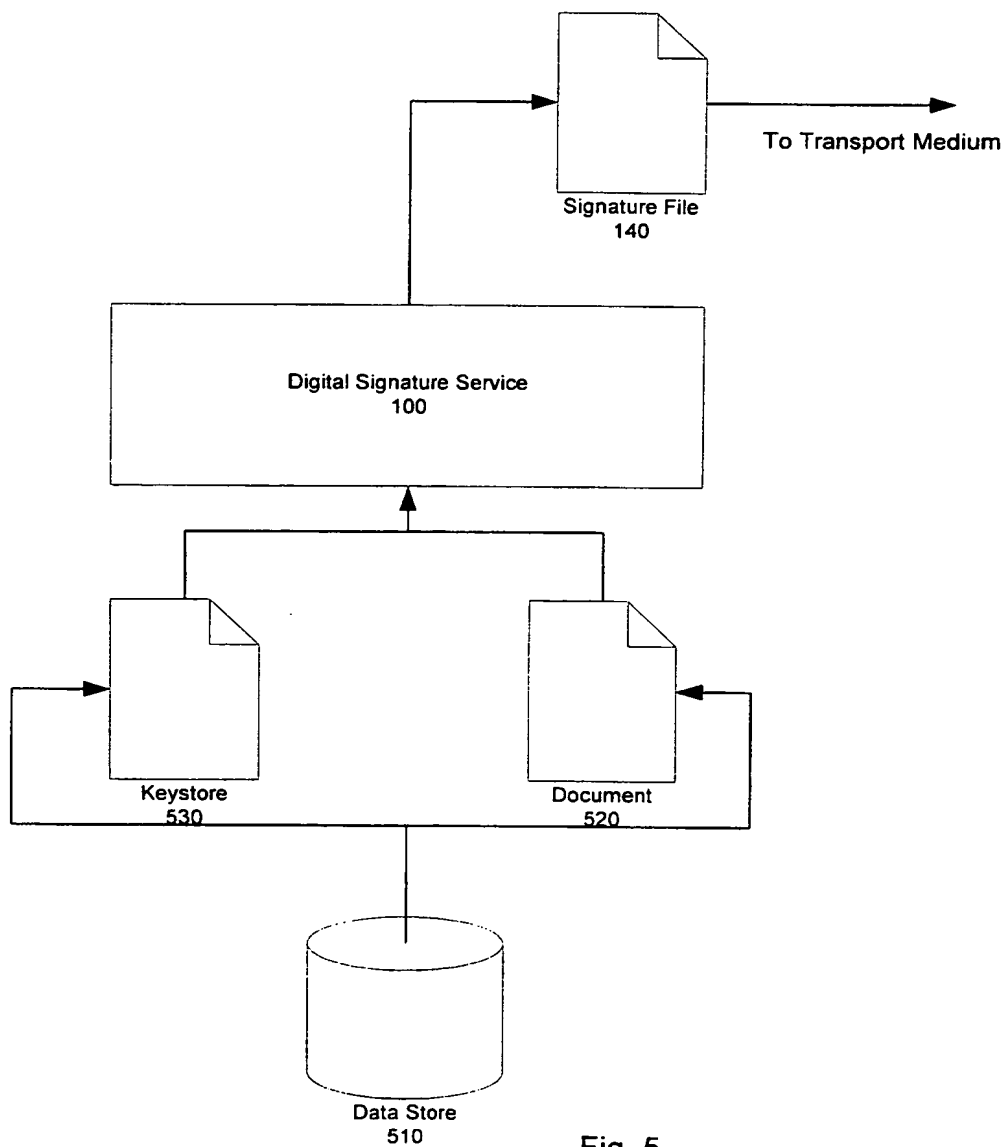 To Transport Medium
Signature File
140
Digital Signature Service
100
Keystore
530
Document
520
Data Store
510
Fig. 5